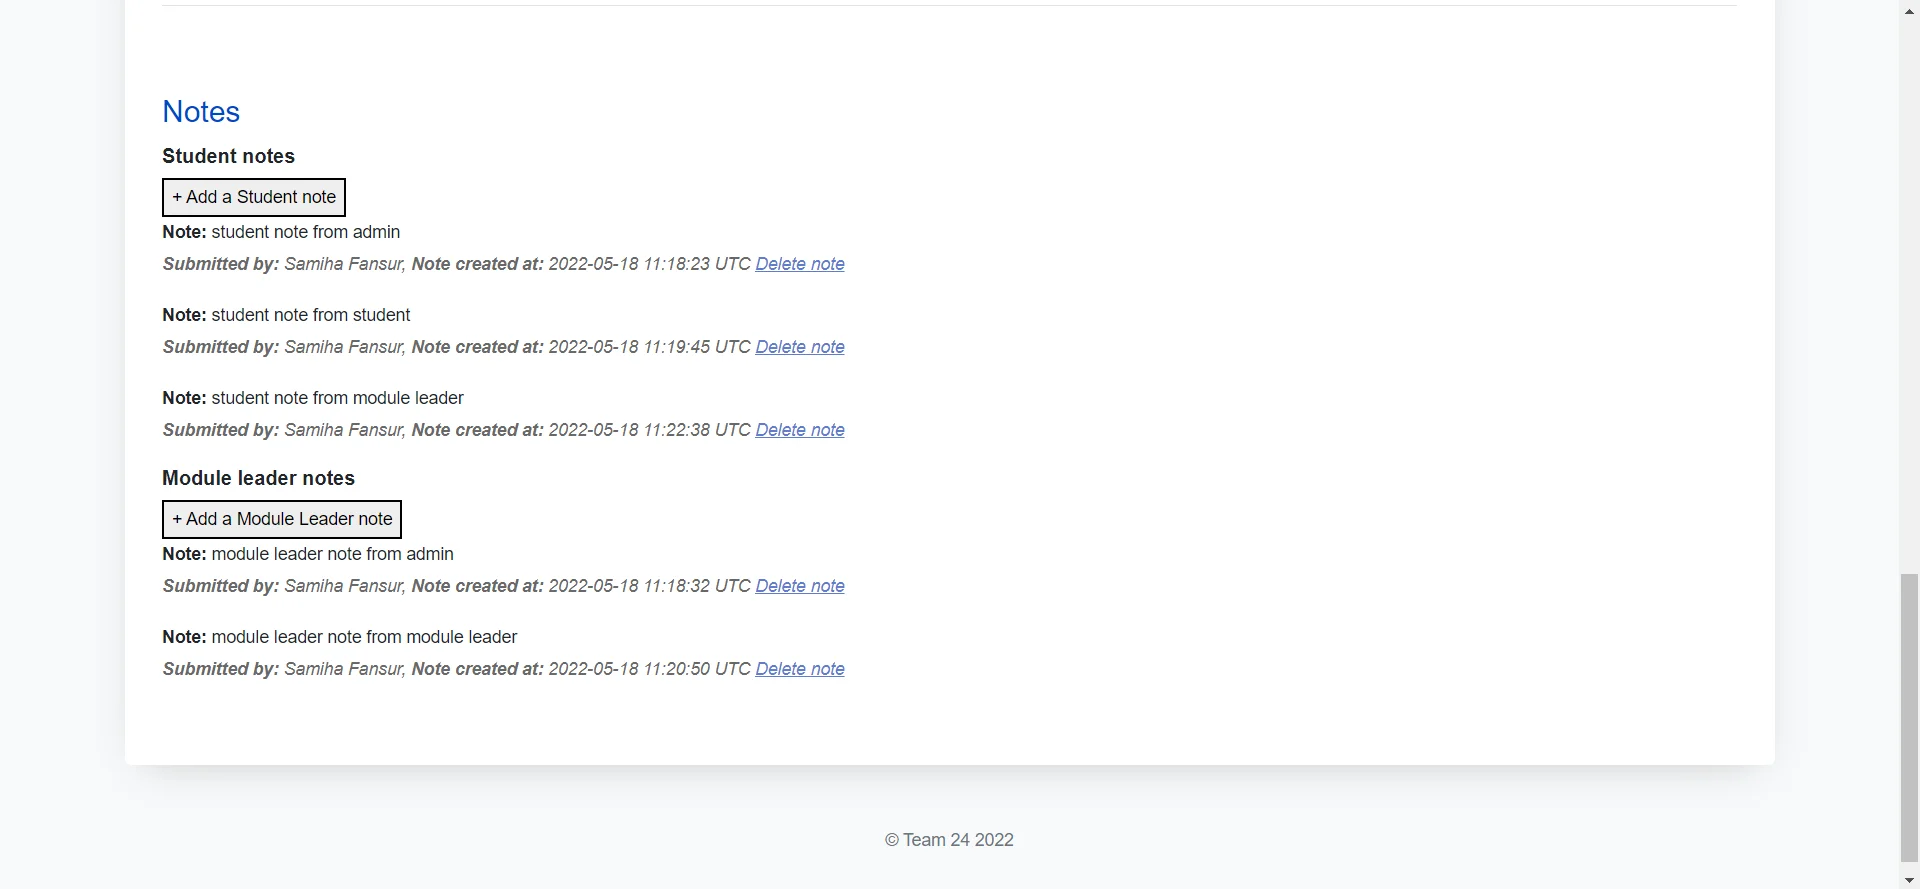 Notes
Student notes
+ Add a Student note
Note: student note from admin
Submitted by: Samiha Fansur, Note created at: 2022-05-18 11:18:23 UTC Delete note
Note: student note from student
Submitted by: Samiha Fansur, Note created at: 2022-05-18 11:19:45 UTC Delete note
Note: student note from module leader
Submitted by: Samiha Fansur, Note created at: 2022-05-18 11:22:38 UTC Delete note
Module leader notes
+ Add a Module Leader note
Note: module leader note from admin
Submitted by: Samiha Fansur, Note created at: 2022-05-18 11:18:32 UTC Delete note
Note: module leader note from module leader
Submitted by: Samiha Fansur, Note created at: 2022-05-18 11:20:50 UTC Delete note
© Team 24 2022